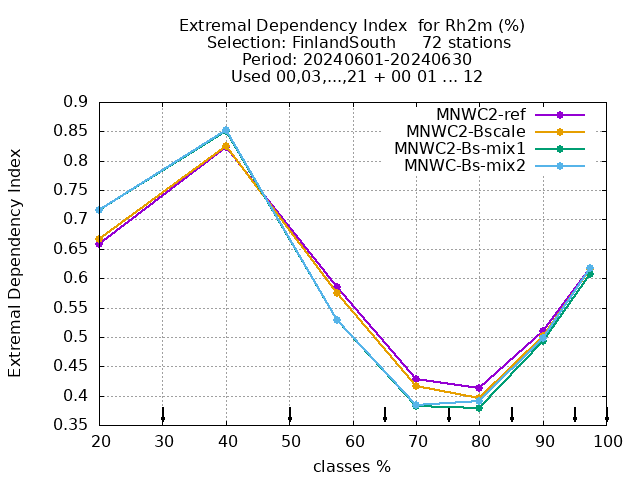 Extremal Dependency Index  for Rh2m (%)
Selection: FinlandSouth     72 stations
Period: 20240601-20240630
Used 00,03,...,21 + 00 01 ... 12
MNWC2-ref
MNWC2-Bscale
MNWC2-Bs-mix1
MNWC-Bs-mix2
Extremal Dependency Index
0.9
0.85
0.8
0.75
0.7
0.65
0.6
0.55
0.5
0.45
0.4
0.35
20 30 40 50 60 70 80 90 100
classes %